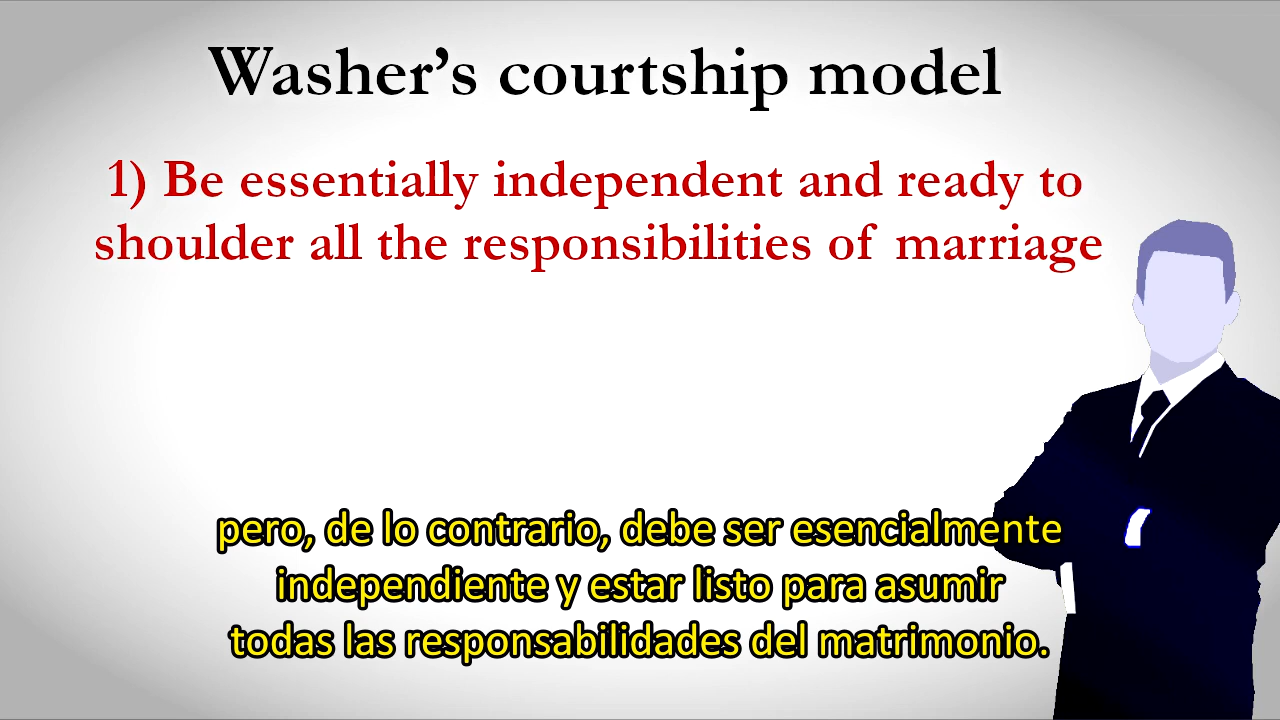 Washer's courtship model
1) Be essentially independent and ready to
shoulder all the responsibilities of marriage
pero, de lo contrario, debe ser esencialmente
independiente y estar listo para asumir
todas las responsabilidades del matrimonio.